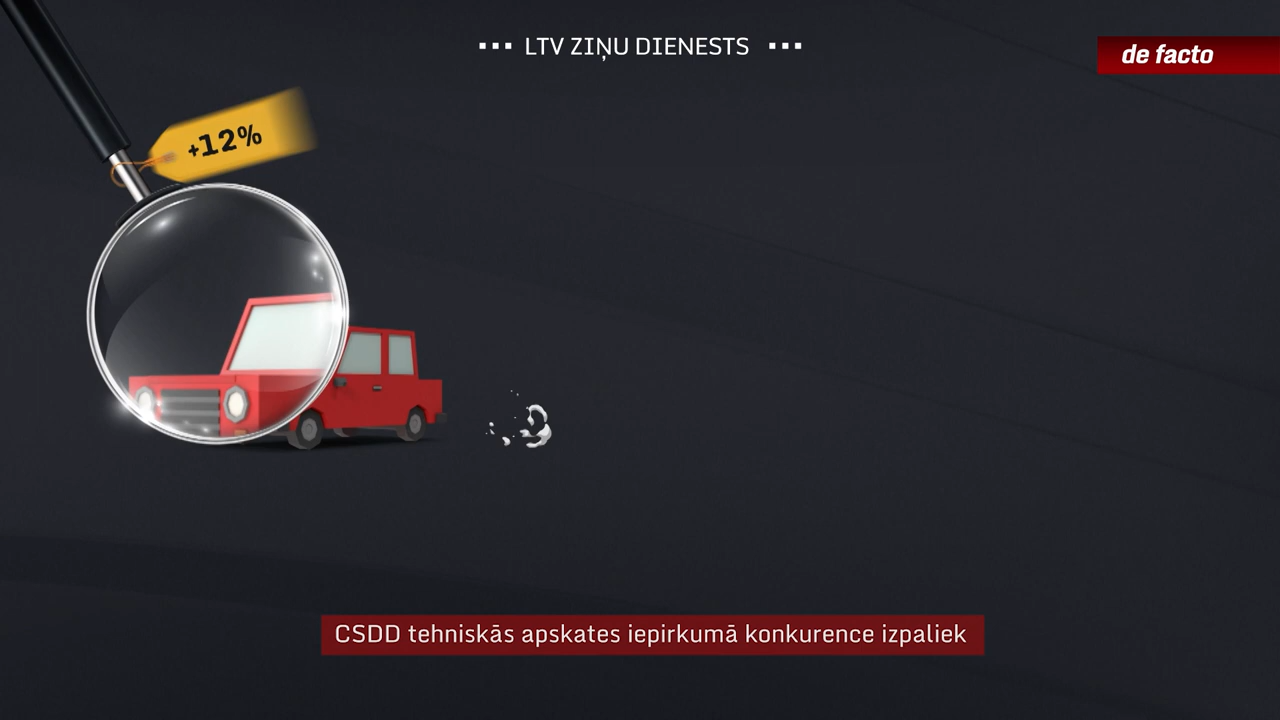 LTV ZIŅU DIENESTS
de facto
+12%
CSDD tehniskās apskates iepirkumā konkurence izpaliek